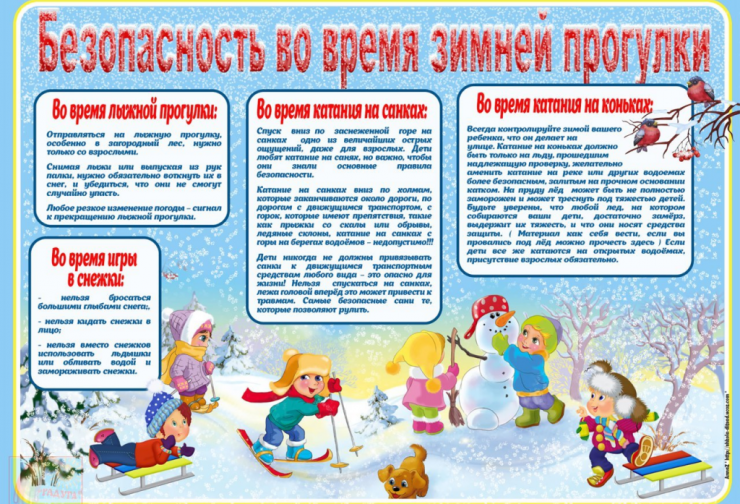 Безопасность во время зимней прогулки
Во время лыжной прогулки:
Отправляться на лыжную прогулку,
особенно в загородный лес, нужно
только со взрослыми.
Снимая лыжи или выпуская из рук
палки, нужно обязательно воткнуть их в
снег, и убедиться, что они не смогут
случайно упасть.
Любое резкое изменение погоды – сигнал
к прекращению лыжной прогулки.
Во время игры
в снежки:
- нельзя бросаться
большими глыбами снега;,
- нельзя кидать снежки в
лицо;
- нельзя вместо снежков
использовать льдышки
или обливать водой и
замораживать снежки.
Во время катания на санках:
Спуск вниз по заснеженной горе на
санках одно из величайших острых
ощущений, даже для взрослых. Дети
любят катание на санях, но важно, чтобы
они знали основные правила
безопасности.
Катание на санках вниз по холмам,
которые заканчиваются около дороги, по
дорогам с движущимся транспортом, с
горок, которые имеют препятствия, такие
как прыжки со скалы или обрывы,
ледяные склоны, катание на санках с
горы на берегах водоёмов – недопустимо!!!
Дети никогда не должны привязывать
санки к движущимся транспортным
средствам любого вида – это опасно для
жизни! Нельзя спускаться на санках,
лежа головой вперёд это может привести к
травмам. Самые безопасные сани те,
которые позволяют рулить.
Во время катания на коньках:
Всегда контролируйте зимой вашего
ребенка, что он делает на
улице. Катание на коньках должно
быть только на льду, прошедшим
надлежащую проверку, желательно
аменить катание на реке или других водоемах
более безопасным, залитым на прочном основании
катком. На пруду лёд может быть не полностью
заморожен и может треснуть под тяжестью детей.
Будьте уверены, что любой лед, на котором
собираются ваши дети, достаточно замёрз,
выдержит их тяжесть, и что они носят средства
защиты. ( Материал как себя вести, если вы
провались под лёд можно прочесть здесь ) Если
дети все же катаются на открытых водоёмах,
присутствие взрослых обязательно.